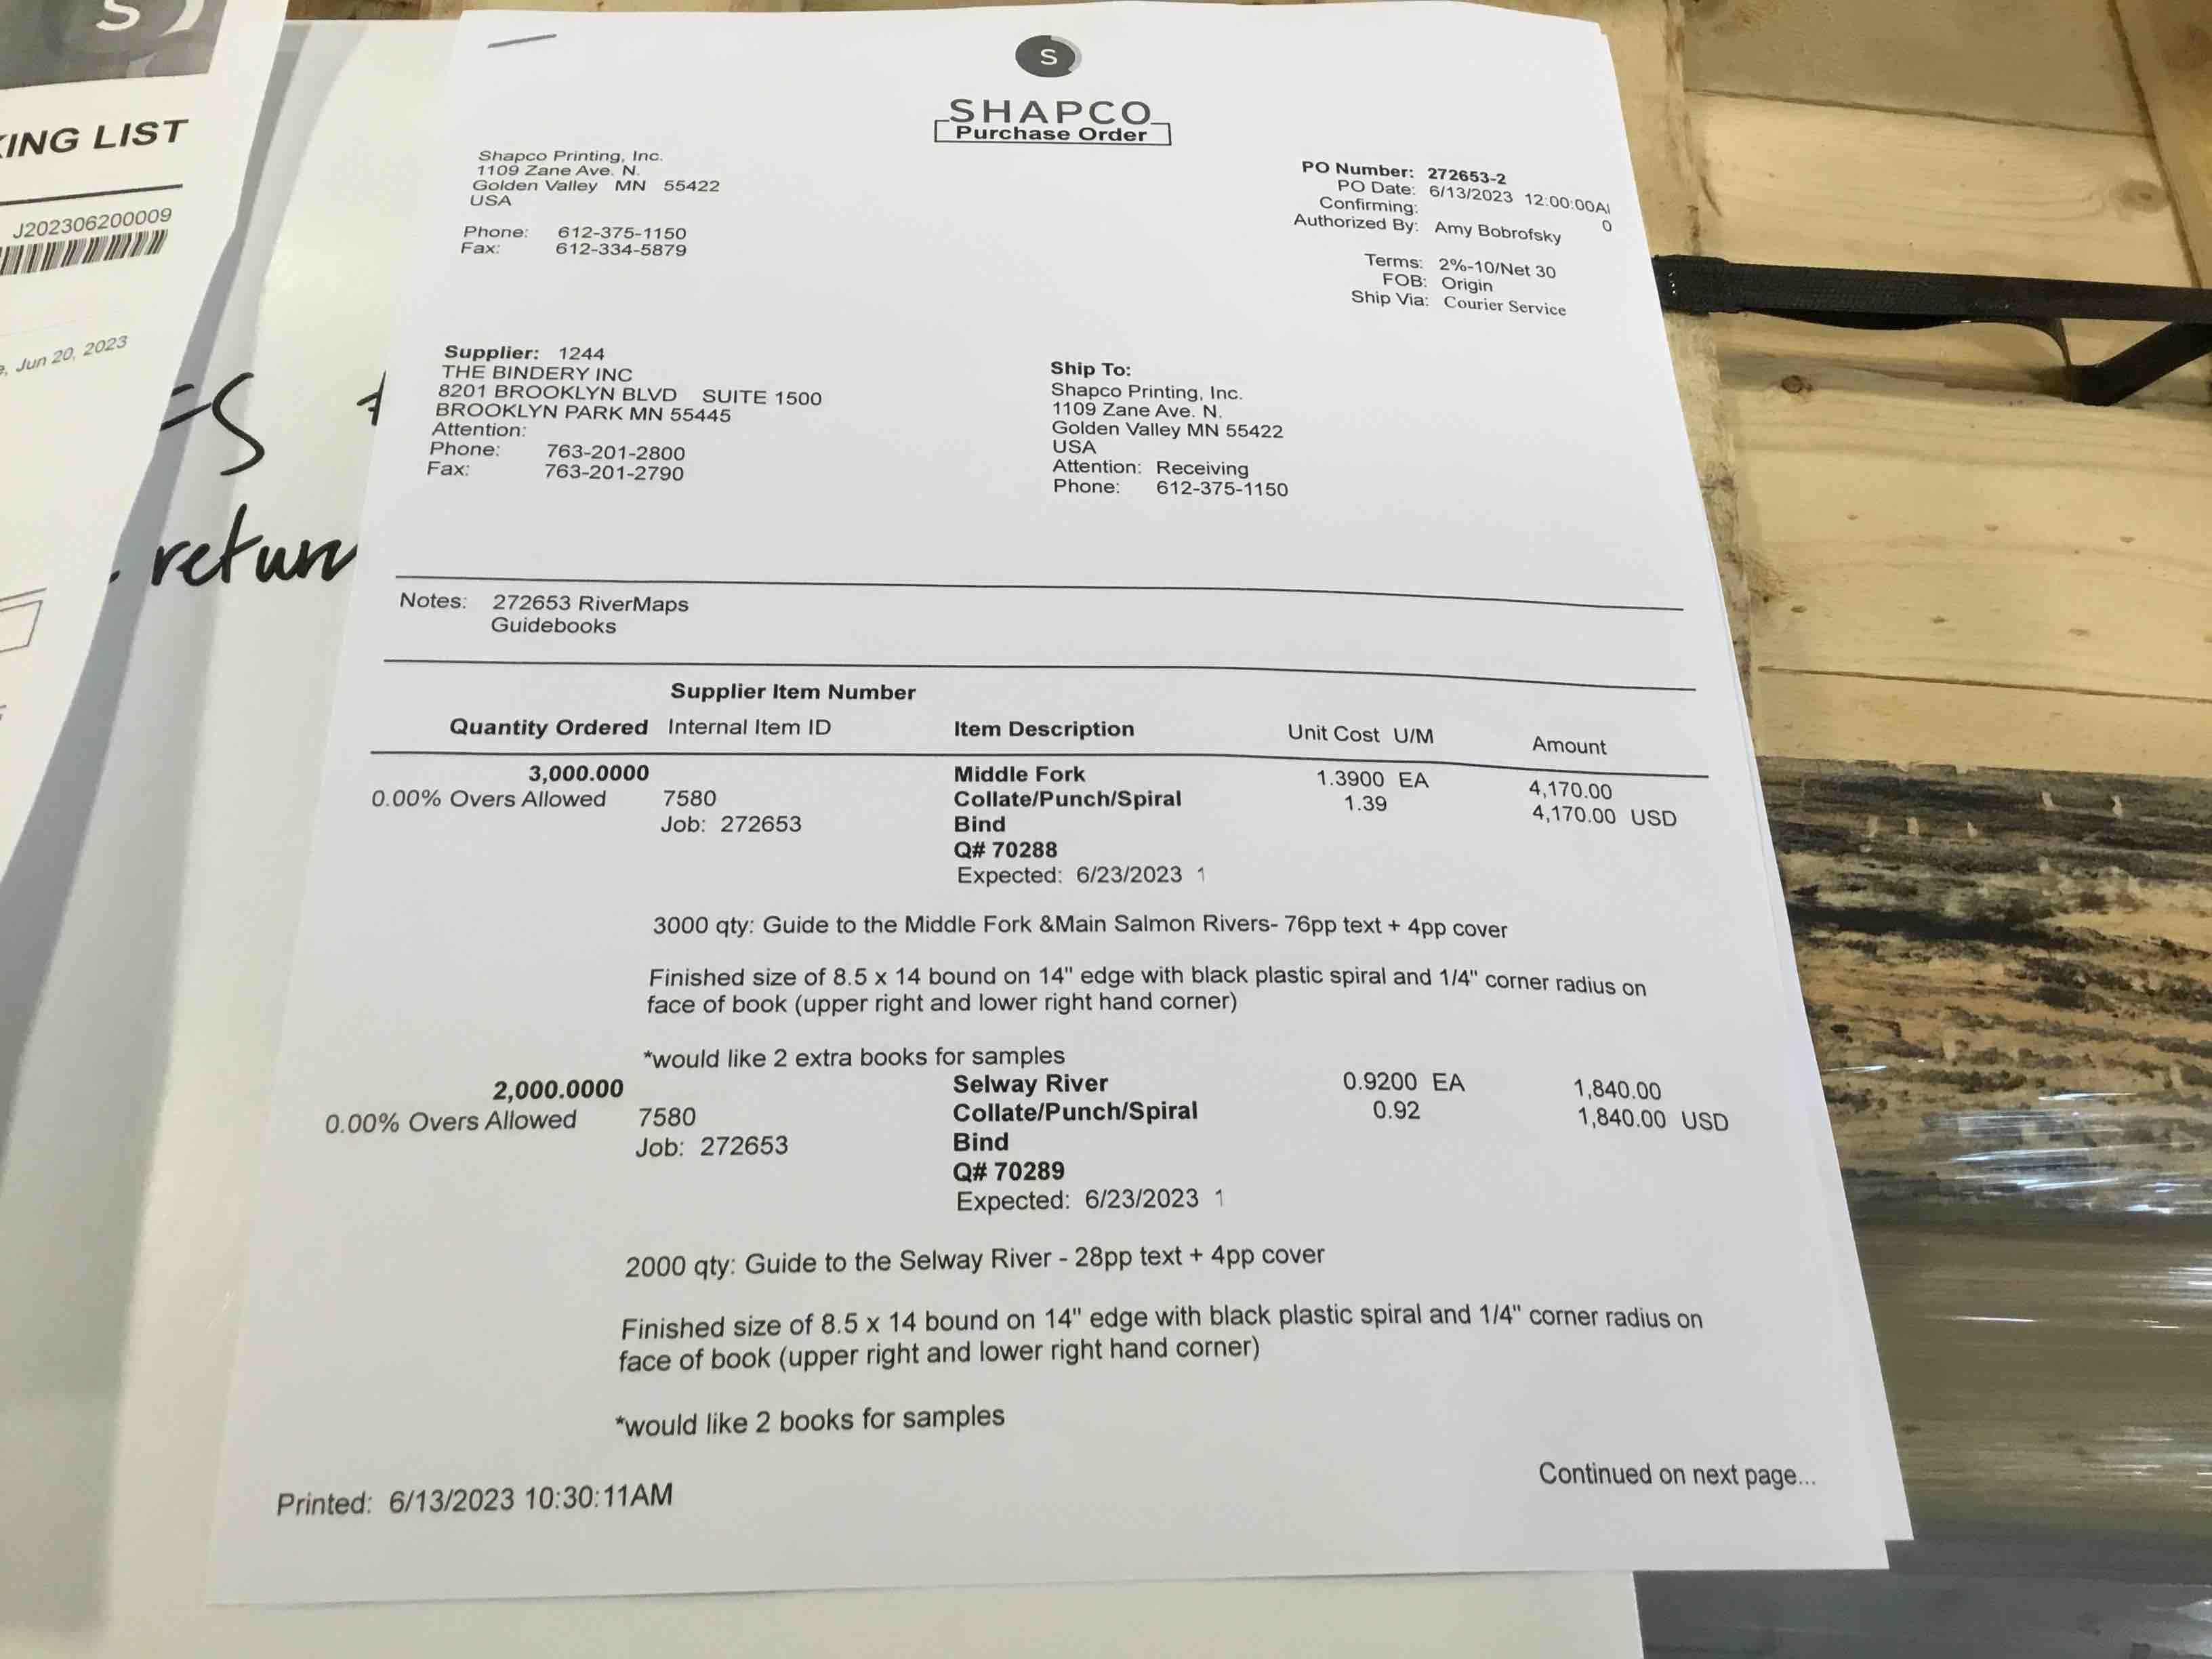 S
KING LIST
J202306200009
Jun 20, 2023
return
S
SHAPCO
Purchase Order
Shapco Printing, Inc.
1109 Zane Ave. N.
Golden Valley MN 55422
USA
Phone: 612-375-1150
Fax: 612-334-5879
PO Number: 272653-2
PO Date: 6/13/2023 12:00:00A
Confirming: 0
Authorized By: Amy Bobrofsky
Terms: 2%-10/Net 30
FOB: Origin
Ship Via: Courier Service
Supplier: 1244
THE BINDERY INC
8201 BROOKLYN BLVD SUITE 1500
BROOKLYN PARK MN 55445
Attention:
Phone: 763-201-2800
Fax: 763-201-2790
Ship To:
Shapco Printing, Inc.
1109 Zane Ave. N.
Golden Valley MN 55422
USA
Attention: Receiving
Phone: 612-375-1150
Notes: 272653 RiverMaps
Guidebooks
Supplier Item Number
Quantity Ordered Internal Item ID Item Description Unit Cost U/M Amount
3,000.0000 Middle Fork 1.3900 EA 4,170.00
0.00% Overs Allowed 7580 Collate/Punch/Spiral 1.39 4,170.00 USD
Job: 272653 Bind
Q# 70288
Expected: 6/23/2023 1
3000 qty: Guide to the Middle Fork &Main Salmon Rivers- 76pp text + 4pp cover
Finished size of 8.5 x 14 bound on 14" edge with black plastic spiral and 1/4" corner radius on
face of book (upper right and lower right hand corner)
*would like 2 extra books for samples
2,000.0000 Selway River 0.9200 EA 1,840.00
0.00% Overs Allowed 7580 Collate/Punch/Spiral 0.92 1,840.00 USD
Job: 272653 Bind
Q# 70289
Expected: 6/23/2023 1
2000 qty: Guide to the Selway River - 28pp text + 4pp cover
Finished size of 8.5 x 14 bound on 14" edge with black plastic spiral and 1/4" corner radius on
face of book (upper right and lower right hand corner)
*would like 2 books for samples
Continued on next page...
Printed: 6/13/2023 10:30:11AM